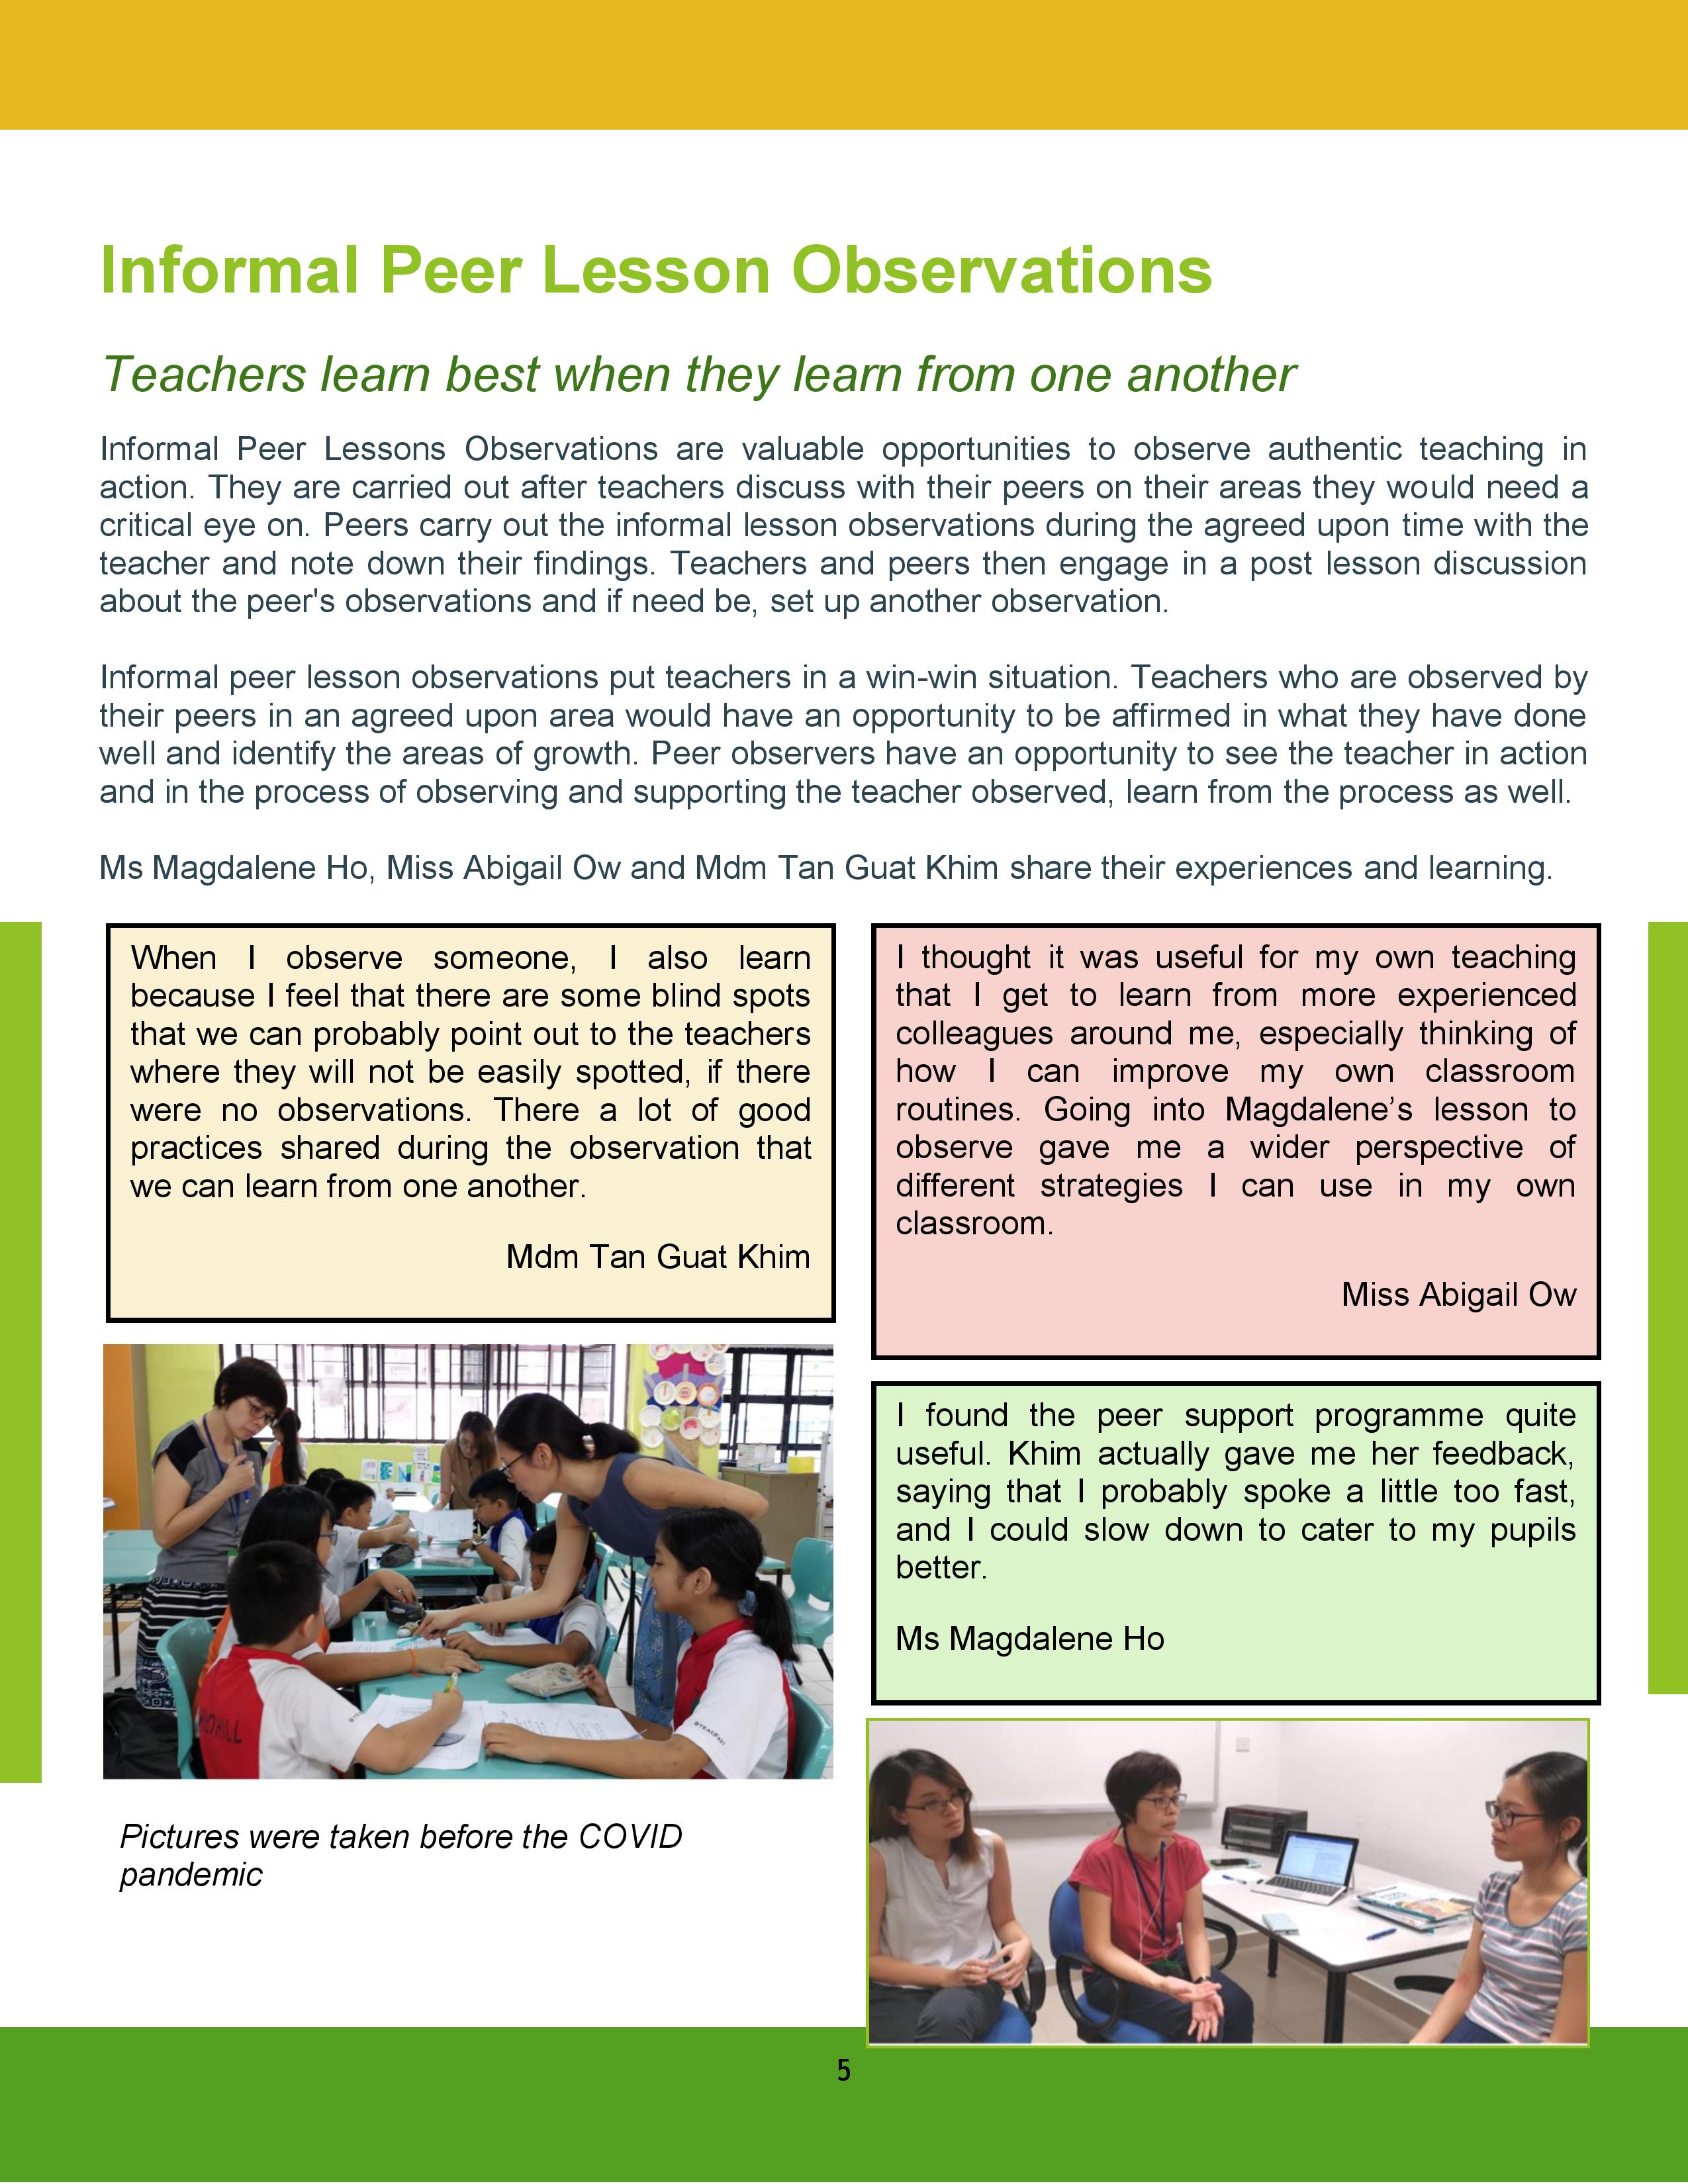 Informal Peer Lesson Observations
Teachers learn best when they learn from one another
Informal Peer Lessons Observations are valuable opportunities to observe authentic teaching in
action. They are carried out after teachers discuss with their peers on their areas they would need a
critical eye on. Peers carry out the informal lesson observations during the agreed upon time with the
teacher and note down their findings. Teachers and peers then engage in a post lesson discussion
about the peer's observations and if need be, set up another observation.
Informal peer lesson observations put teachers in a win-win situation. Teachers who are observed by
their peers in an agreed upon area would have an opportunity to be affirmed in what they have done
well and identify the areas of growth. Peer observers have an opportunity to see the teacher in action
and in the process of observing and supporting the teacher observed, learn from the process as well.
Ms Magdalene Ho, Miss Abigail Ow and Mdm Tan Guat Khim share their experiences and learning.
When I observe someone, I also learn
because I feel that there are some blind spots
that we can probably point out to the teachers
where they will not be easily spotted, if there
were no observations. There a lot of good
practices shared during the observation that
we can learn from one another.
Mdm Tan Guat Khim
I thought it was useful for my own teaching
that I get to learn from more experienced
colleagues around me, especially thinking of
how I can improve my own classroom
routines. Going into Magdalene’s lesson to
observe gave me a wider perspective of
different strategies I can use in my own
classroom.
Miss Abigail Ow
I found the peer support programme quite
useful. Khim actually gave me her feedback,
saying that I probably spoke a little too fast,
and I could slow down to cater to my pupils
better.
Ms Magdalene Ho
Pictures were taken before the COVID
pandemic
5